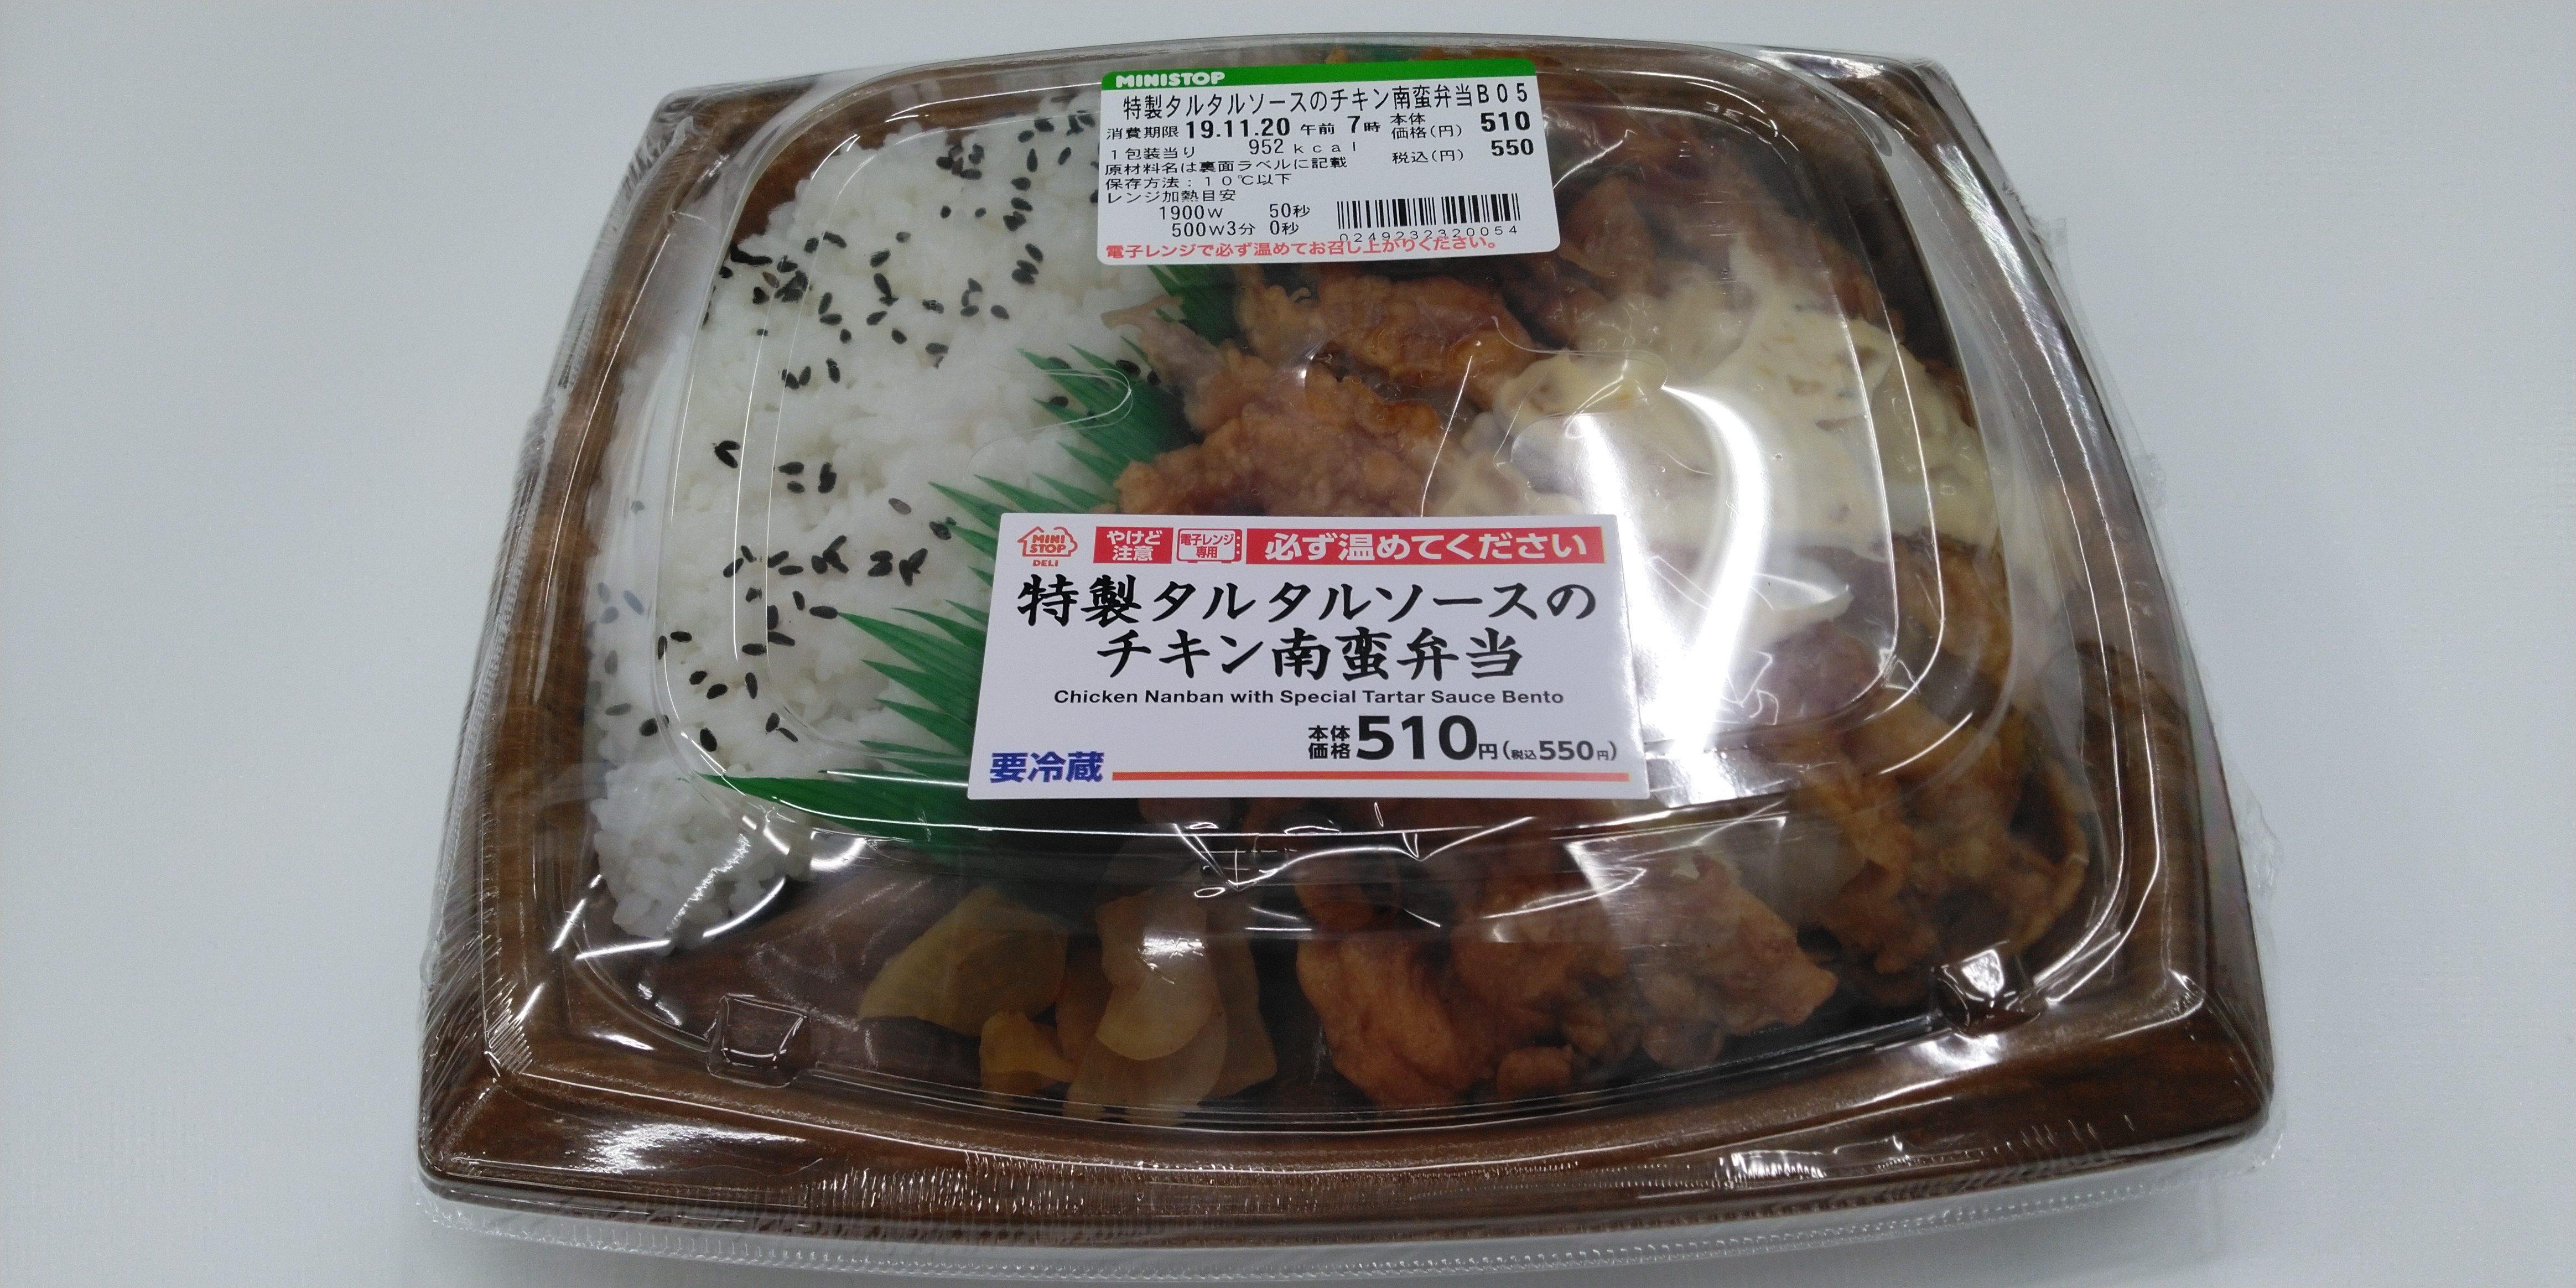 MINISTOP
特製タルタルソースのチキン南蛮弁当B05
消費期限 19.11.20 午前 7時 本体価格(円) 510
1包装当り 952kcal 税込(円) 550
原材料名は裏面ラベルに記載
保存方法:10℃以下
レンジ加熱目安
1900W 50秒
500W3分 0秒
0249232320054
電子レンジで必ず温めてお召し上がりください。
MINI STOP DELI
やけど注意 電子レンジ専用 必ず温めてください
特製タルタルソースの
チキン南蛮弁当
Chicken Nanban with Special Tartar Sauce Bento
本体価格510円(税込550円)
要冷蔵